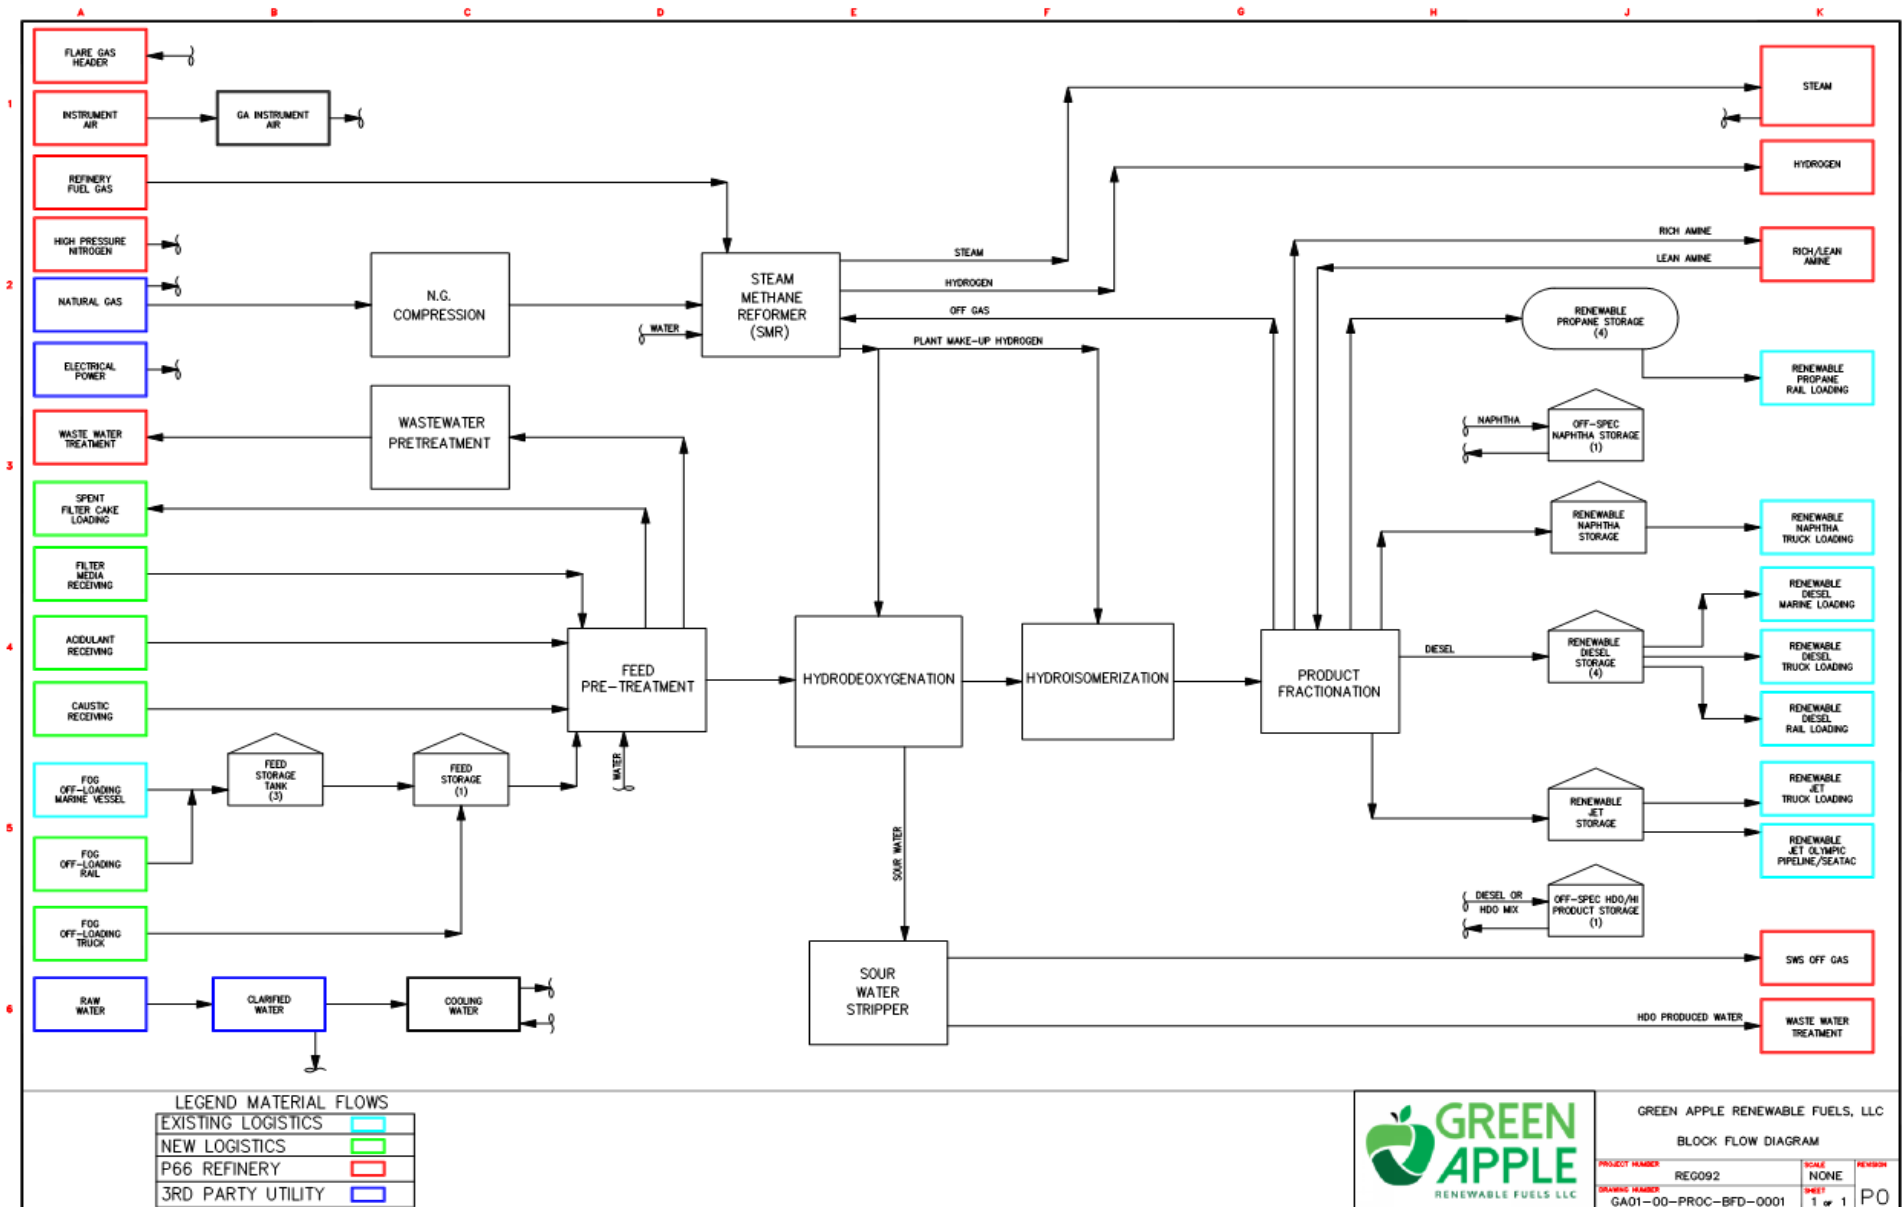 A B C D E F G H J K
1
2
3
4
5
6
FLARE GAS
HEADER
INSTRUMENT
AIR
GA INSTRUMENT
AIR
REFINERY
FUEL GAS
HIGH PRESSURE
NITROGEN
NATURAL GAS
ELECTRICAL
POWER
WASTE WATER
TREATMENT
SPENT
FILTER CAKE
LOADING
FILTER
MEDIA
RECEIVING
ACIDULANT
RECEIVING
CAUSTIC
RECEIVING
FOG
OFF-LOADING
MARINE VESSEL
FOG
OFF-LOADING
RAIL
FOG
OFF-LOADING
TRUCK
RAW
WATER
CLARIFIED
WATER
COOLING
WATER
FEED
STORAGE
TANK
(3)
FEED
STORAGE
(1)
N.G.
COMPRESSION
WASTEWATER
PRETREATMENT
WATER
STEAM
METHANE
REFORMER
(SMR)
STEAM
HYDROGEN
OFF GAS
PLANT MAKE-UP HYDROGEN
FEED
PRE-TREATMENT
WATER
HYDRODEOXYGENATION
HYDROISOMERIZATION
PRODUCT
FRACTIONATION
SOUR WATER
SOUR
WATER
STRIPPER
RICH AMINE
LEAN AMINE
DIESEL
NAPHTHA
DIESEL OR
HDO MIX
HDO PRODUCED WATER
RENEWABLE
PROPANE STORAGE
(4)
OFF-SPEC
NAPHTHA STORAGE
(1)
RENEWABLE
NAPHTHA
STORAGE
RENEWABLE
DIESEL
STORAGE
(4)
RENEWABLE
JET
STORAGE
OFF-SPEC HDO/HI
PRODUCT STORAGE
(1)
STEAM
HYDROGEN
RICH/LEAN
AMINE
RENEWABLE
PROPANE
RAIL LOADING
RENEWABLE
NAPHTHA
TRUCK LOADING
RENEWABLE
DIESEL
MARINE LOADING
RENEWABLE
DIESEL
TRUCK LOADING
RENEWABLE
DIESEL
RAIL LOADING
RENEWABLE
JET
TRUCK LOADING
RENEWABLE
JET OLYMPIC
PIPELINE/SEATAC
SWS OFF GAS
WASTE WATER
TREATMENT
LEGEND MATERIAL FLOWS
EXISTING LOGISTICS
NEW LOGISTICS
P66 REFINERY
3RD PARTY UTILITY
GREEN
APPLE
RENEWABLE FUELS LLC
GREEN APPLE RENEWABLE FUELS, LLC
BLOCK FLOW DIAGRAM
PROJECT NUMBER
REG092
SCALE
NONE
REVISION
P0
DRAWING NUMBER
GA01-00-PROC-BFD-0001
SHEET
1 OF 1